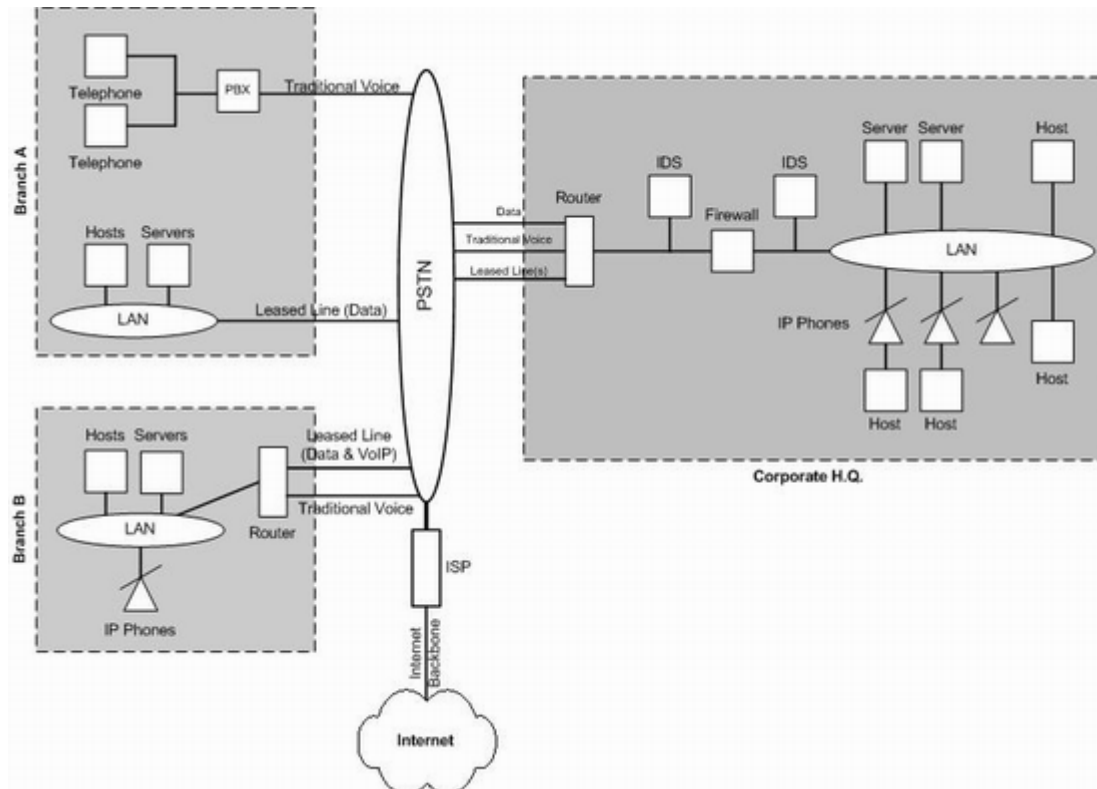 Branch A
Telephone
Telephone
PBX
Traditional Voice
Hosts
Servers
LAN
Leased Line (Data)
Branch B
Hosts
Servers
LAN
IP Phones
Router
Leased Line
(Data & VoIP)
Traditional Voice
PSTN
ISP
Internet
Backbone
Internet
Data
Traditional Voice
Leased Line(s)
Router
IDS
Firewall
IDS
Server
Server
Host
LAN
IP Phones
Host
Host
Host
Corporate H.Q.